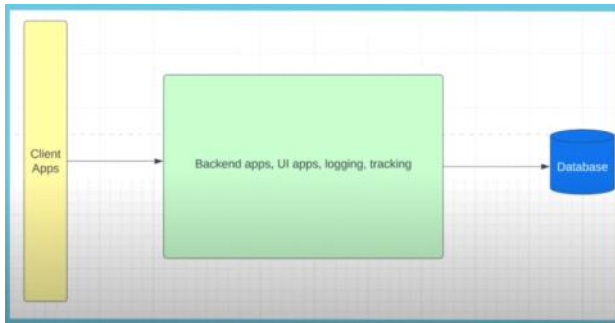 Client
Apps
Backend apps, UI apps, logging, tracking
Database